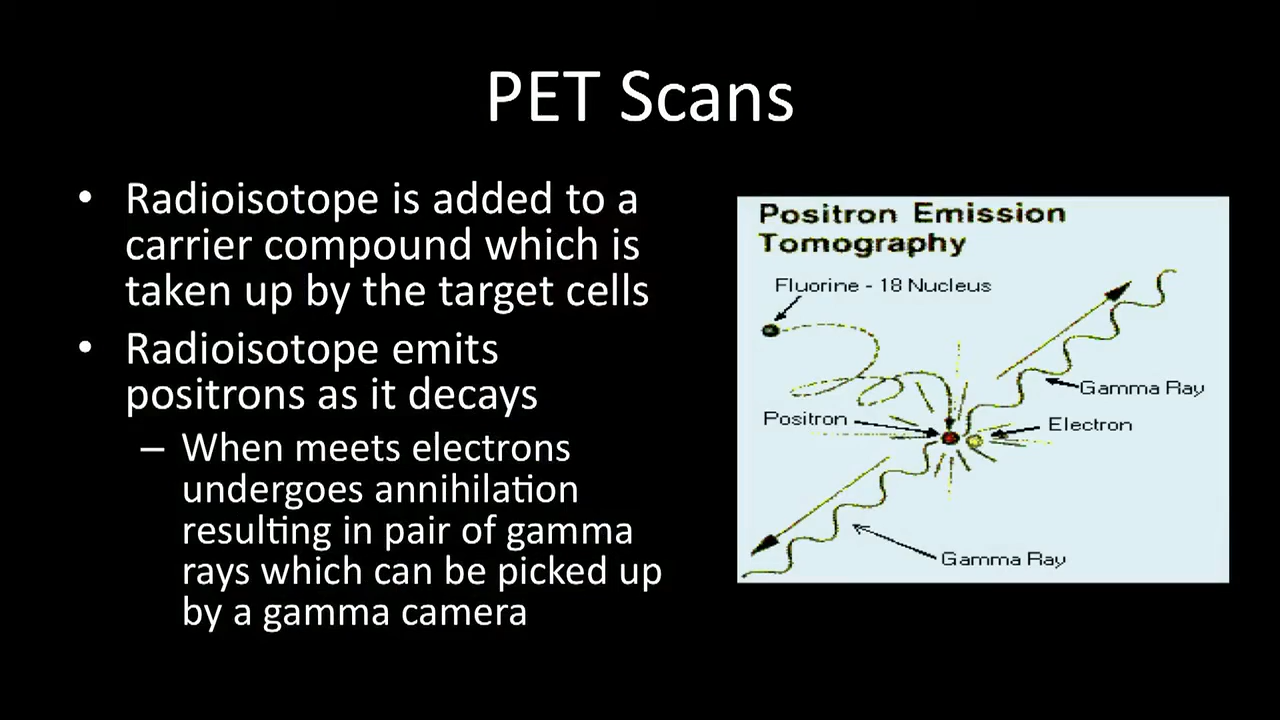 PET Scans
• Radioisotope is added to a
carrier compound which is
taken up by the target cells
• Radioisotope emits
positrons as it decays
– When meets electrons
undergoes annihilation
resulting in pair of gamma
rays which can be picked up
by a gamma camera
Positron Emission
Tomography
Fluorine - 18 Nucleus
Gamma Ray
Positron
Electron
Gamma Ray